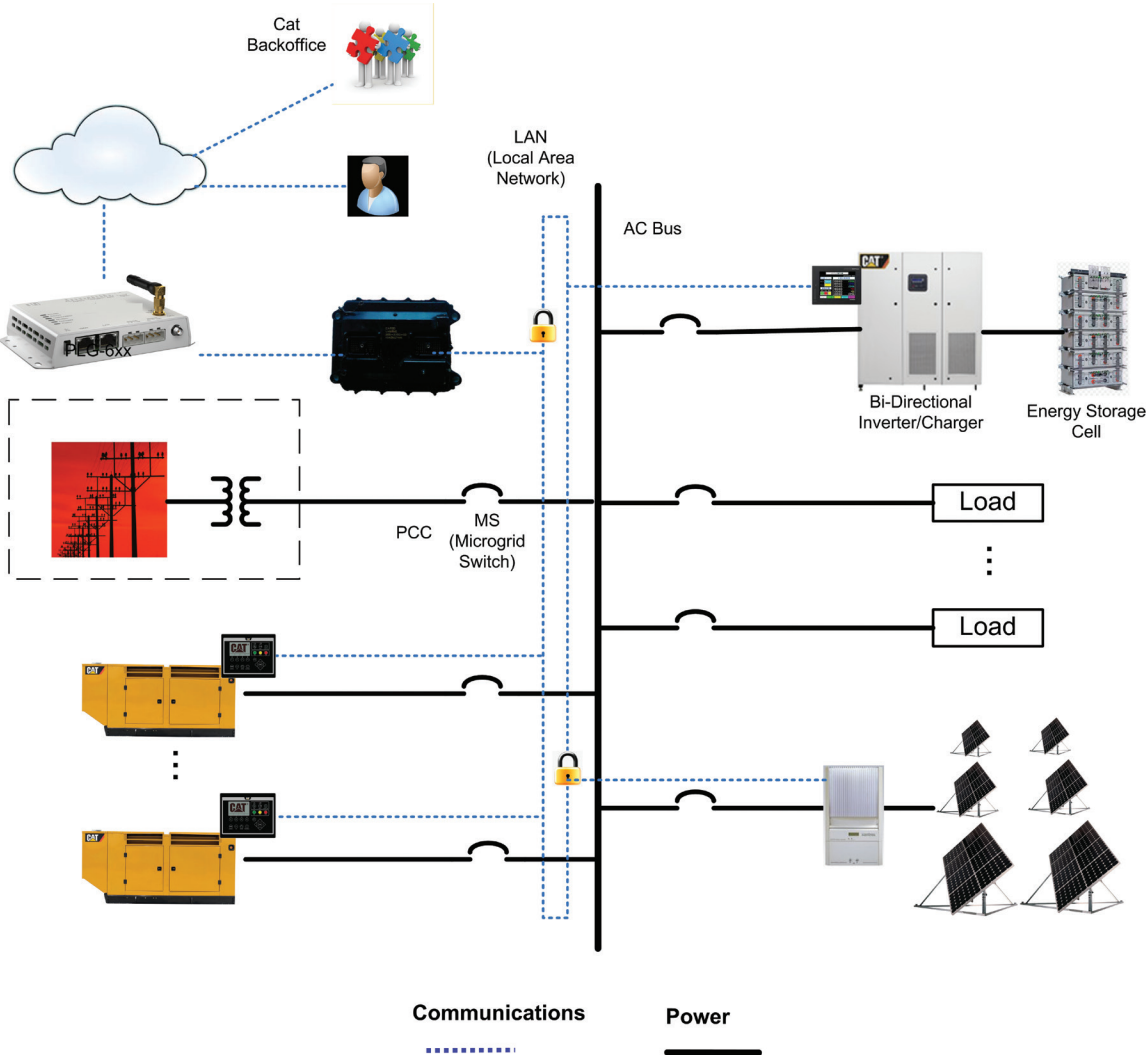 Cat
Backoffice
LAN
(Local Area
Network)
AC Bus
CAT
PLG-6xx
Bi-Directional
Inverter/Charger
Energy Storage
Cell
PCC
MS
(Microgrid
Switch)
Load
Load
CAT
CAT
CAT
CAT
Communications
Power